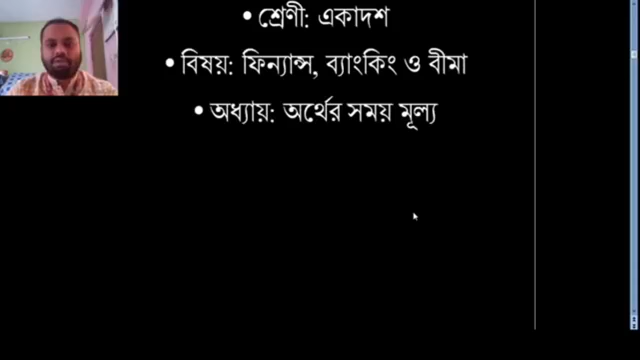 • শ্রেণী: একাদশ
• বিষয়: ফিন্যান্স, ব্যাংকিং ও বীমা
• অধ্যায়: অর্থের সময় মূল্য